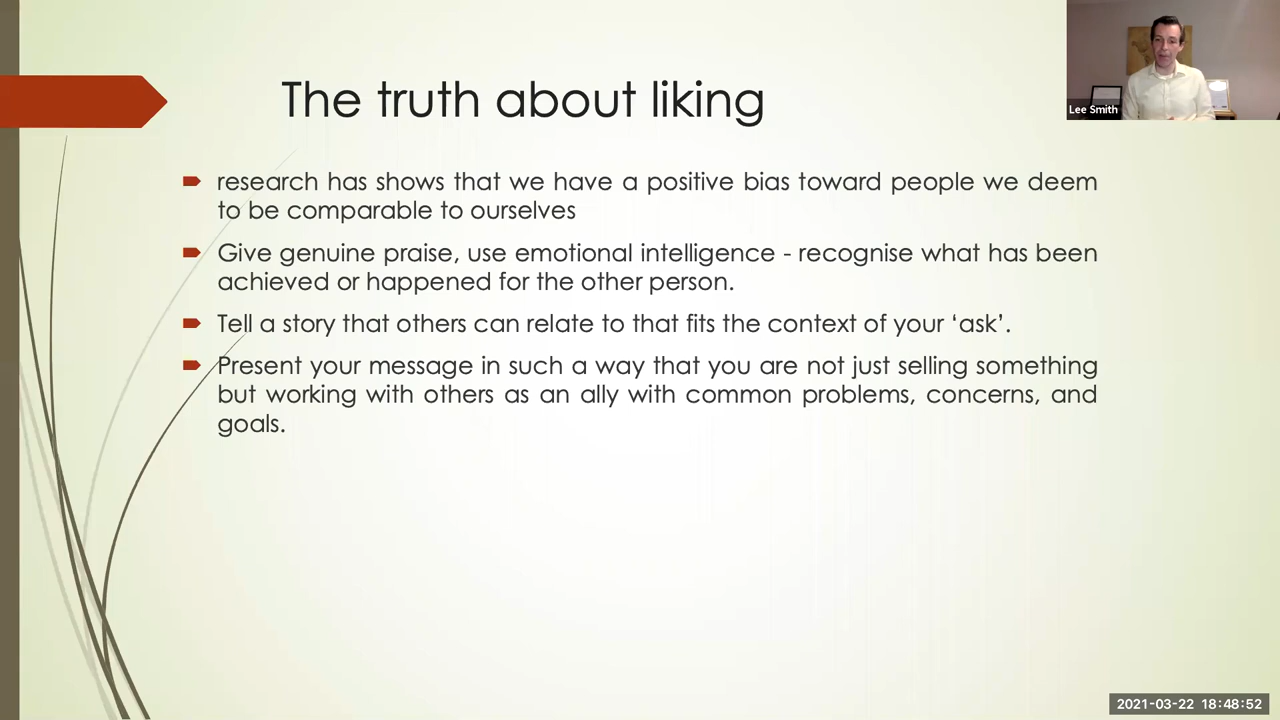 The truth about liking
Lee Smith
research has shows that we have a positive bias toward people we deem
to be comparable to ourselves
Give genuine praise, use emotional intelligence - recognise what has been
achieved or happened for the other person.
Tell a story that others can relate to that fits the context of your ‘ask’.
Present your message in such a way that you are not just selling something
but working with others as an ally with common problems, concerns, and
goals.
2021-03-22 18:48:52